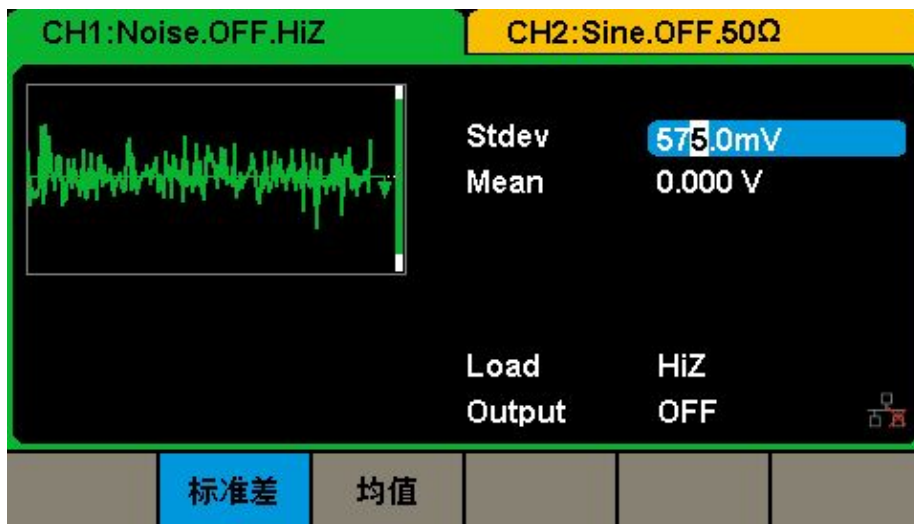 CH1:Noise.OFF.HiZ CH2:Sine.OFF.50Ω
Stdev 575.0mV
Mean 0.000 V
Load HiZ
Output OFF
标准差 均值